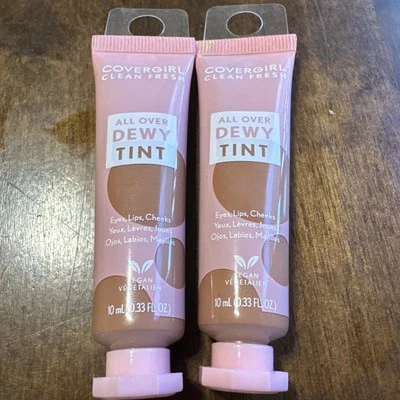 COVERGIRL
CLEAN FRESH
ALL OVER
DEWY
TINT
Eyes, Lips, Cheeks
Yeux, Lèvres, Joues
Ojos, Labios, Mejillas
VEGAN
VÉGÉTALIEN
10 mL (0.33 FL. OZ.)
COVERGIRL
CLEAN FRESH
ALL OVER
DEWY
TINT
Eyes, Lips, Cheeks
Yeux, Lèvres, Joues
Ojos, Labios, Mejillas
VEGAN
VÉGÉTALIEN
10 mL (0.33 FL. OZ.)